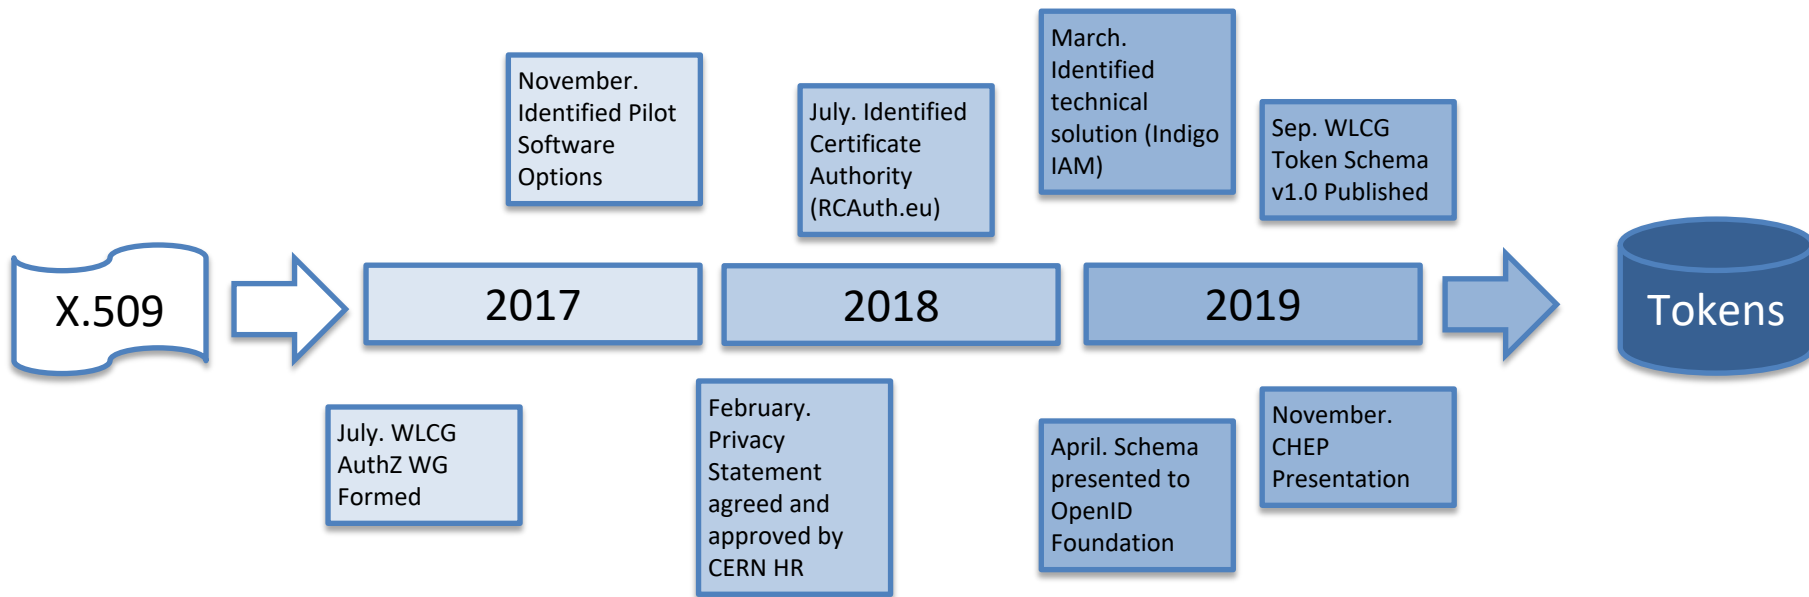 November.
Identified Pilot
Software
Options
July. Identified
Certificate
Authority
(RCAuth.eu)
March.
Identified
technical
solution (Indigo
IAM)
Sep. WLCG
Token Schema
v1.0 Published
X.509
2017
2018
2019
Tokens
July. WLCG
AuthZ WG
Formed
February.
Privacy
Statement
agreed and
approved by
CERN HR
April. Schema
presented to
OpenID
Foundation
November.
CHEP
Presentation